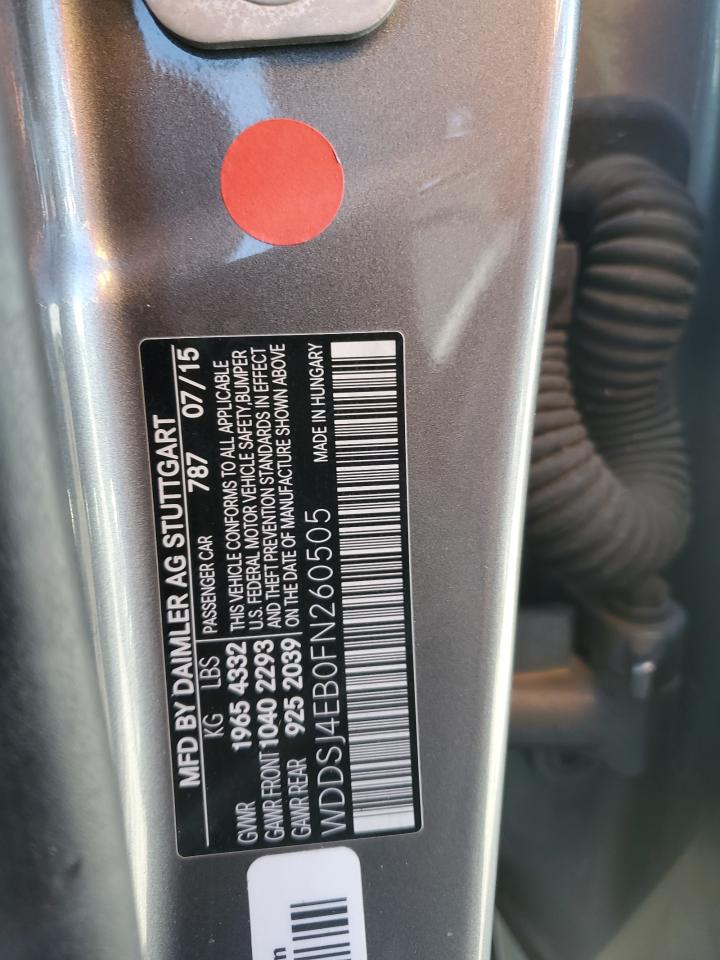 MFD BY DAIMLER AG STUTTGART
787 07/15
KG LBS PASSENGER CAR
GVWR 1965 4332
GAWR FRONT 1040 2293
GAWR REAR 925 2039
THIS VEHICLE CONFORMS TO ALL APPLICABLE
U.S. FEDERAL MOTOR VEHICLE SAFETY, BUMPER
AND THEFT PREVENTION STANDARDS IN EFFECT
ON THE DATE OF MANUFACTURE SHOWN ABOVE
WDDSJ4EB0FN260505 MADE IN HUNGARY